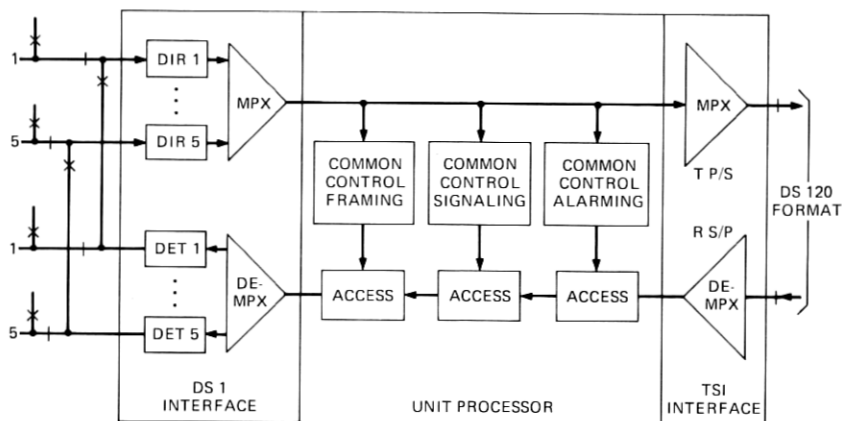 1
DIR 1
MPX
5
DIR 5
MPX
T P/S
COMMON
CONTROL
FRAMING
COMMON
CONTROL
SIGNALING
COMMON
CONTROL
ALARMING
DS 120
FORMAT
R S/P
1
DET 1
DE-
MPX
ACCESS
ACCESS
ACCESS
DE-
MPX
5
DET 5
DS 1
INTERFACE
UNIT PROCESSOR
TSI
INTERFACE